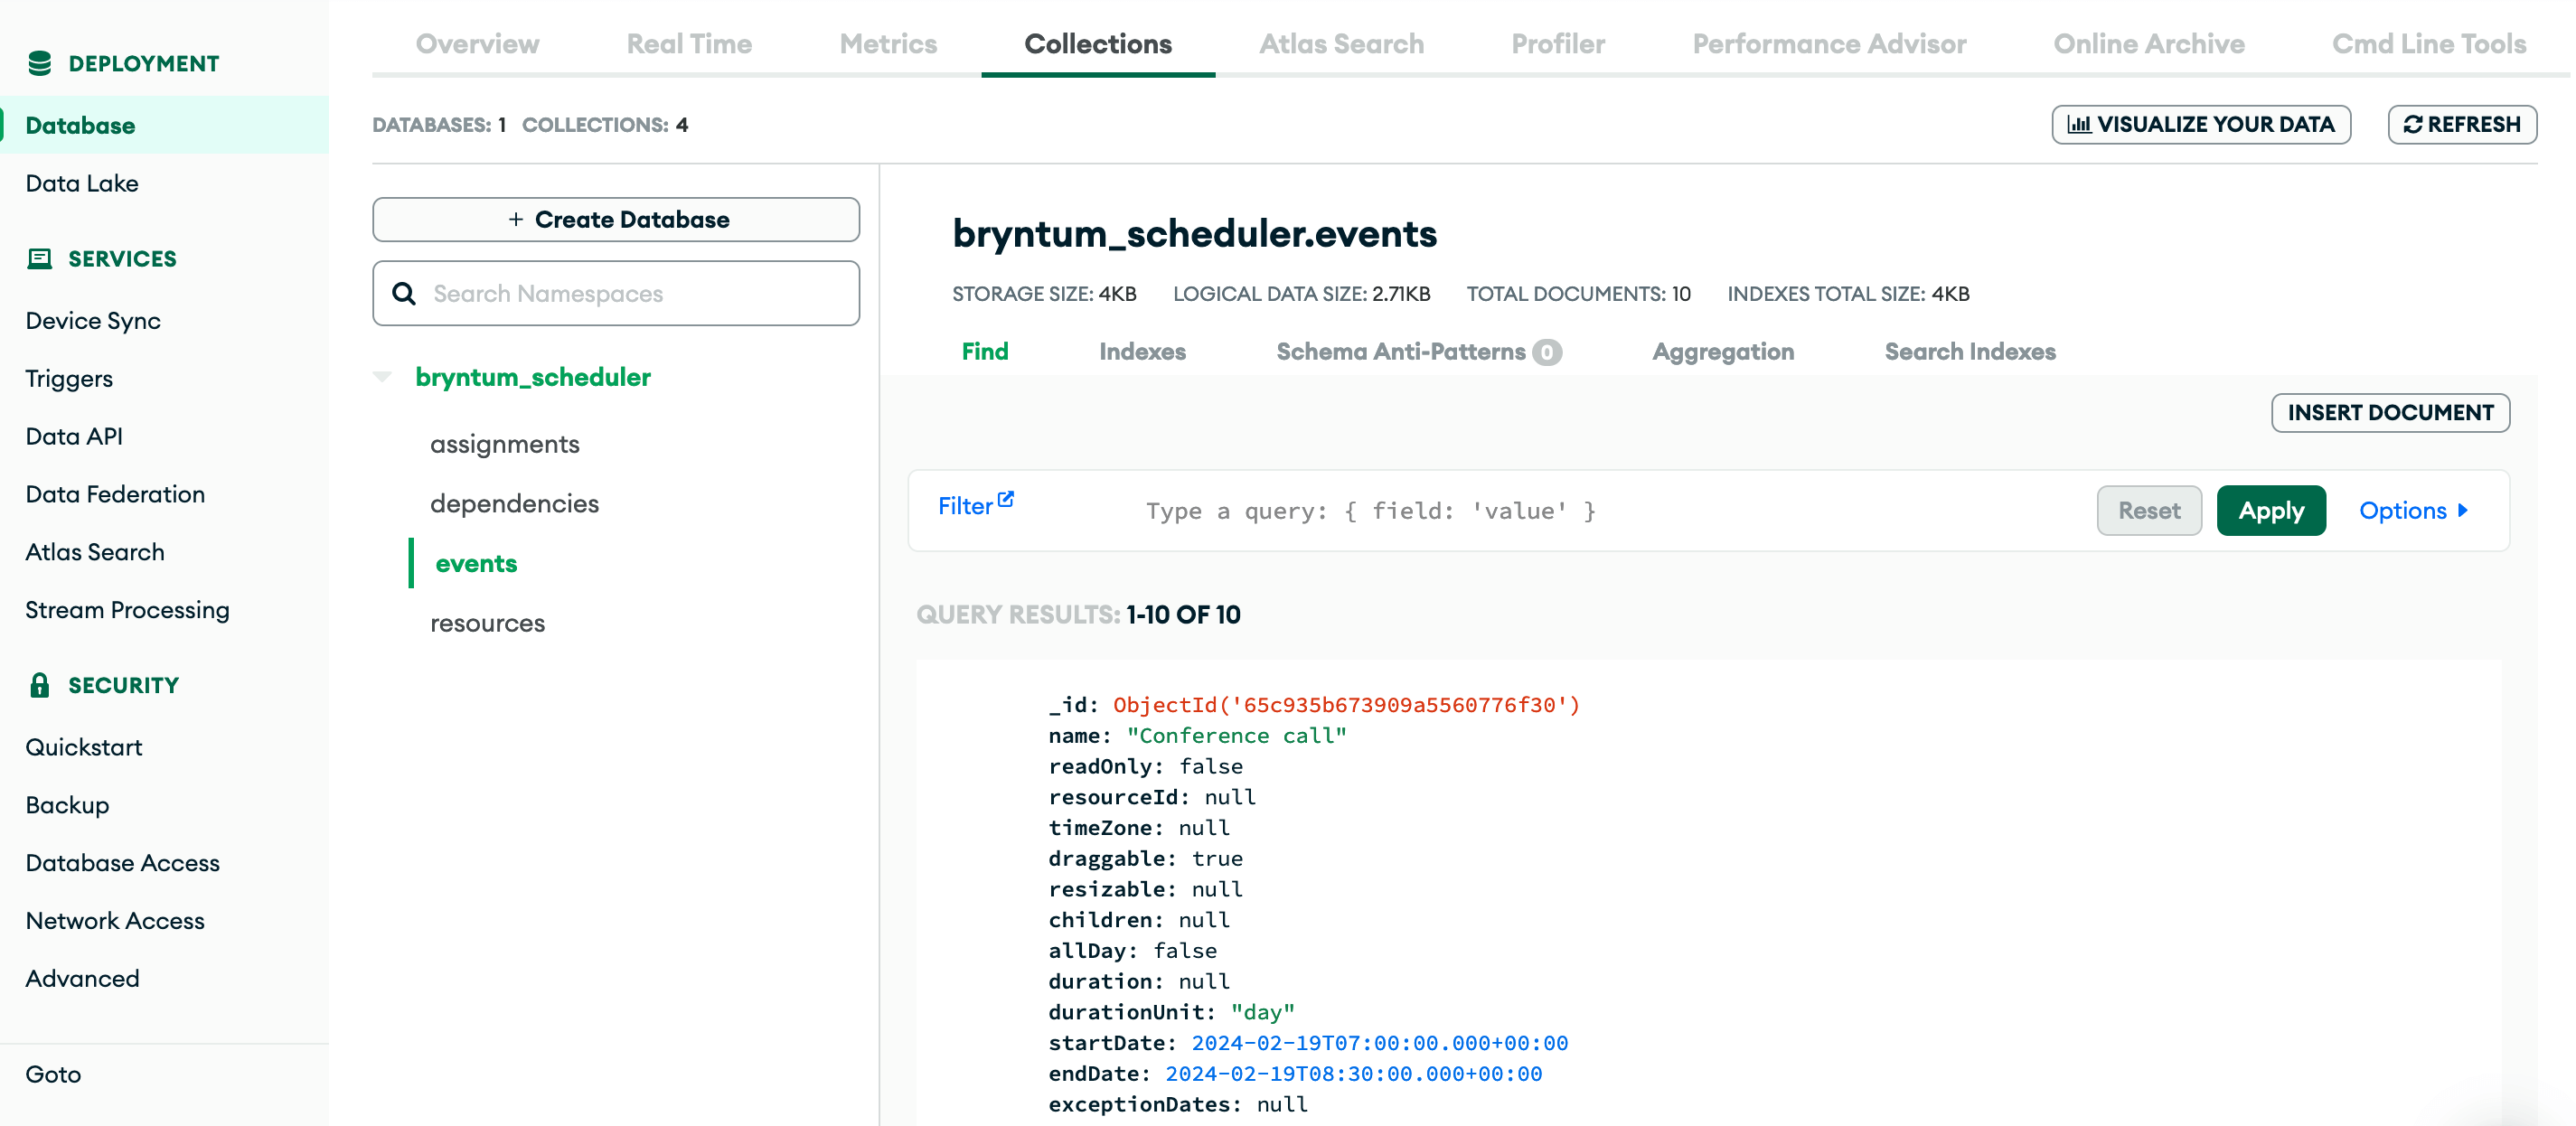 DEPLOYMENT
Database
Data Lake
SERVICES
Device Sync
Triggers
Data API
Data Federation
Atlas Search
Stream Processing
SECURITY
Quickstart
Backup
Database Access
Network Access
Advanced
Goto
Overview Real Time Metrics Collections Atlas Search Profiler Performance Advisor Online Archive Cmd Line Tools
DATABASES: 1 COLLECTIONS: 4
VISUALIZE YOUR DATA REFRESH
+ Create Database
Search Namespaces
bryntum_scheduler
assignments
dependencies
events
resources
bryntum_scheduler.events
STORAGE SIZE: 4KB LOGICAL DATA SIZE: 2.71KB TOTAL DOCUMENTS: 10 INDEXES TOTAL SIZE: 4KB
Find Indexes Schema Anti-Patterns 0 Aggregation Search Indexes
INSERT DOCUMENT
Filter Type a query: { field: 'value' } Reset Apply Options
QUERY RESULTS: 1-10 OF 10
_id: ObjectId('65c935b673909a5560776f30')
name: "Conference call"
readOnly: false
resourceId: null
timeZone: null
draggable: true
resizable: null
children: null
allDay: false
duration: null
durationUnit: "day"
startDate: 2024-02-19T07:00:00.000+00:00
endDate: 2024-02-19T08:30:00.000+00:00
exceptionDates: null